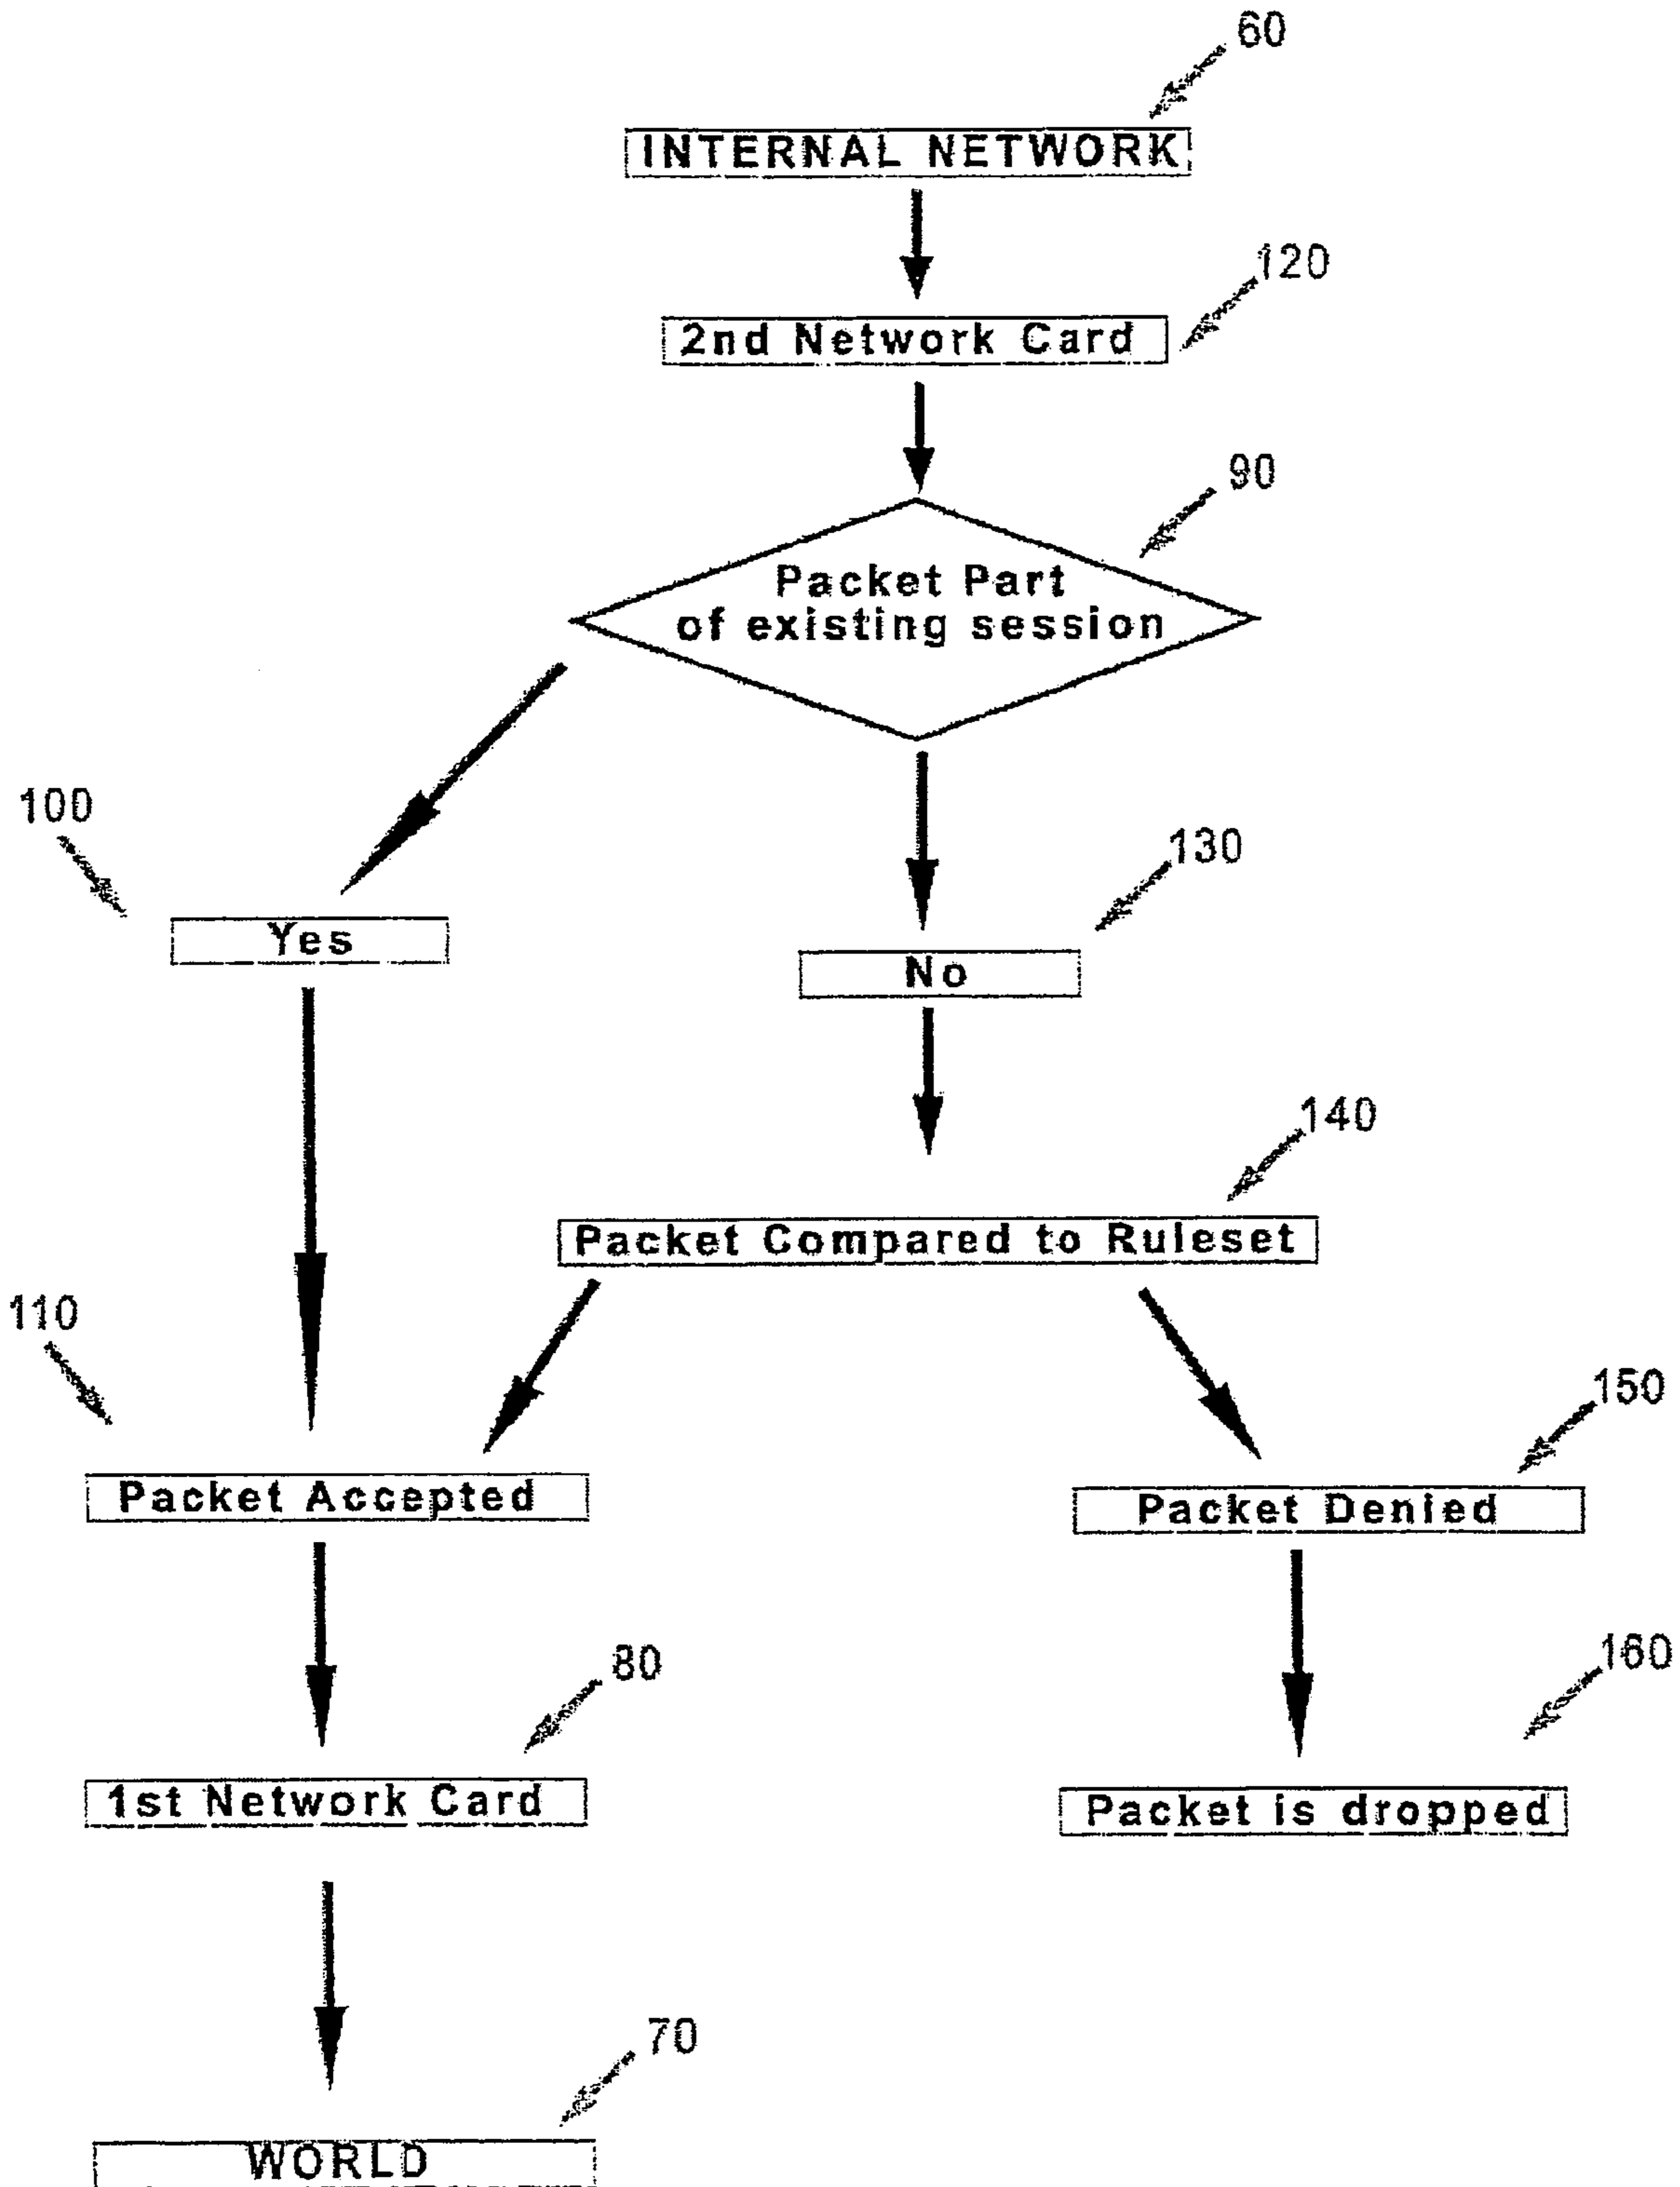 60
INTERNAL NETWORK
120
2nd Network Card
90
Packet Part
of existing session
100
130
Yes
No
140
Packet Compared to Ruleset
110
150
Packet Accepted
Packet Denied
80
160
1st Network Card
Packet is dropped
70
WORLD